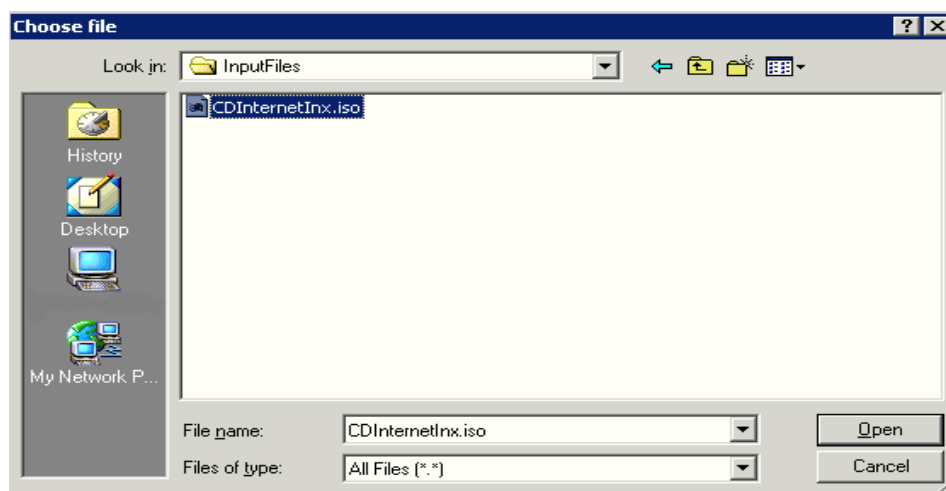 Choose file
Look in: InputFiles
CDInternetInx.iso
History
Desktop
My Network P...
File name: CDInternetInx.iso Open
Files of type: All Files (*.*) Cancel